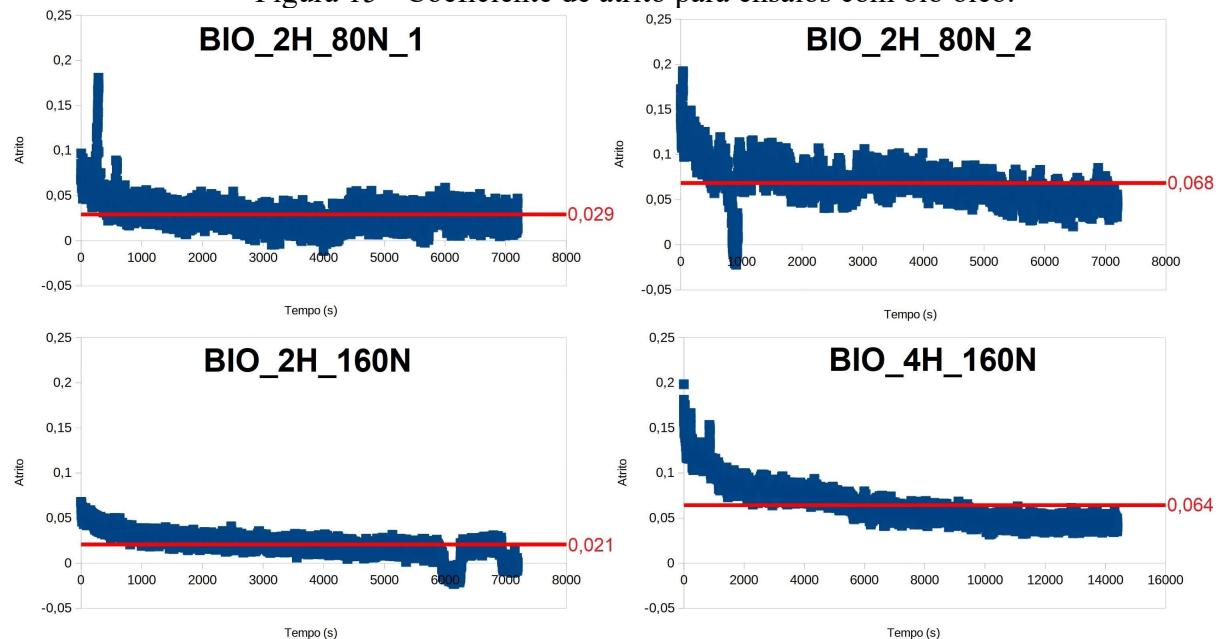 Figura 15 - Coeficiente de atrito para ensaios com bio óleo.
BIO_2H_80N_1
0,25
0,2
0,15
0,1
0,05
0
-0,05
Atrito
0 1000 2000 3000 4000 5000 6000 7000 8000
Tempo (s)
0,029
BIO_2H_80N_2
0,25
0,2
0,15
0,1
0,05
0
-0,05
Atrito
0 1000 2000 3000 4000 5000 6000 7000 8000
Tempo (s)
0,068
BIO_2H_160N
0,25
0,2
0,15
0,1
0,05
0
-0,05
Atrito
0 1000 2000 3000 4000 5000 6000 7000 8000
Tempo (s)
0,021
BIO_4H_160N
0,25
0,2
0,15
0,1
0,05
0
-0,05
Atrito
0 2000 4000 6000 8000 10000 12000 14000 16000
Tempo (s)
0,064